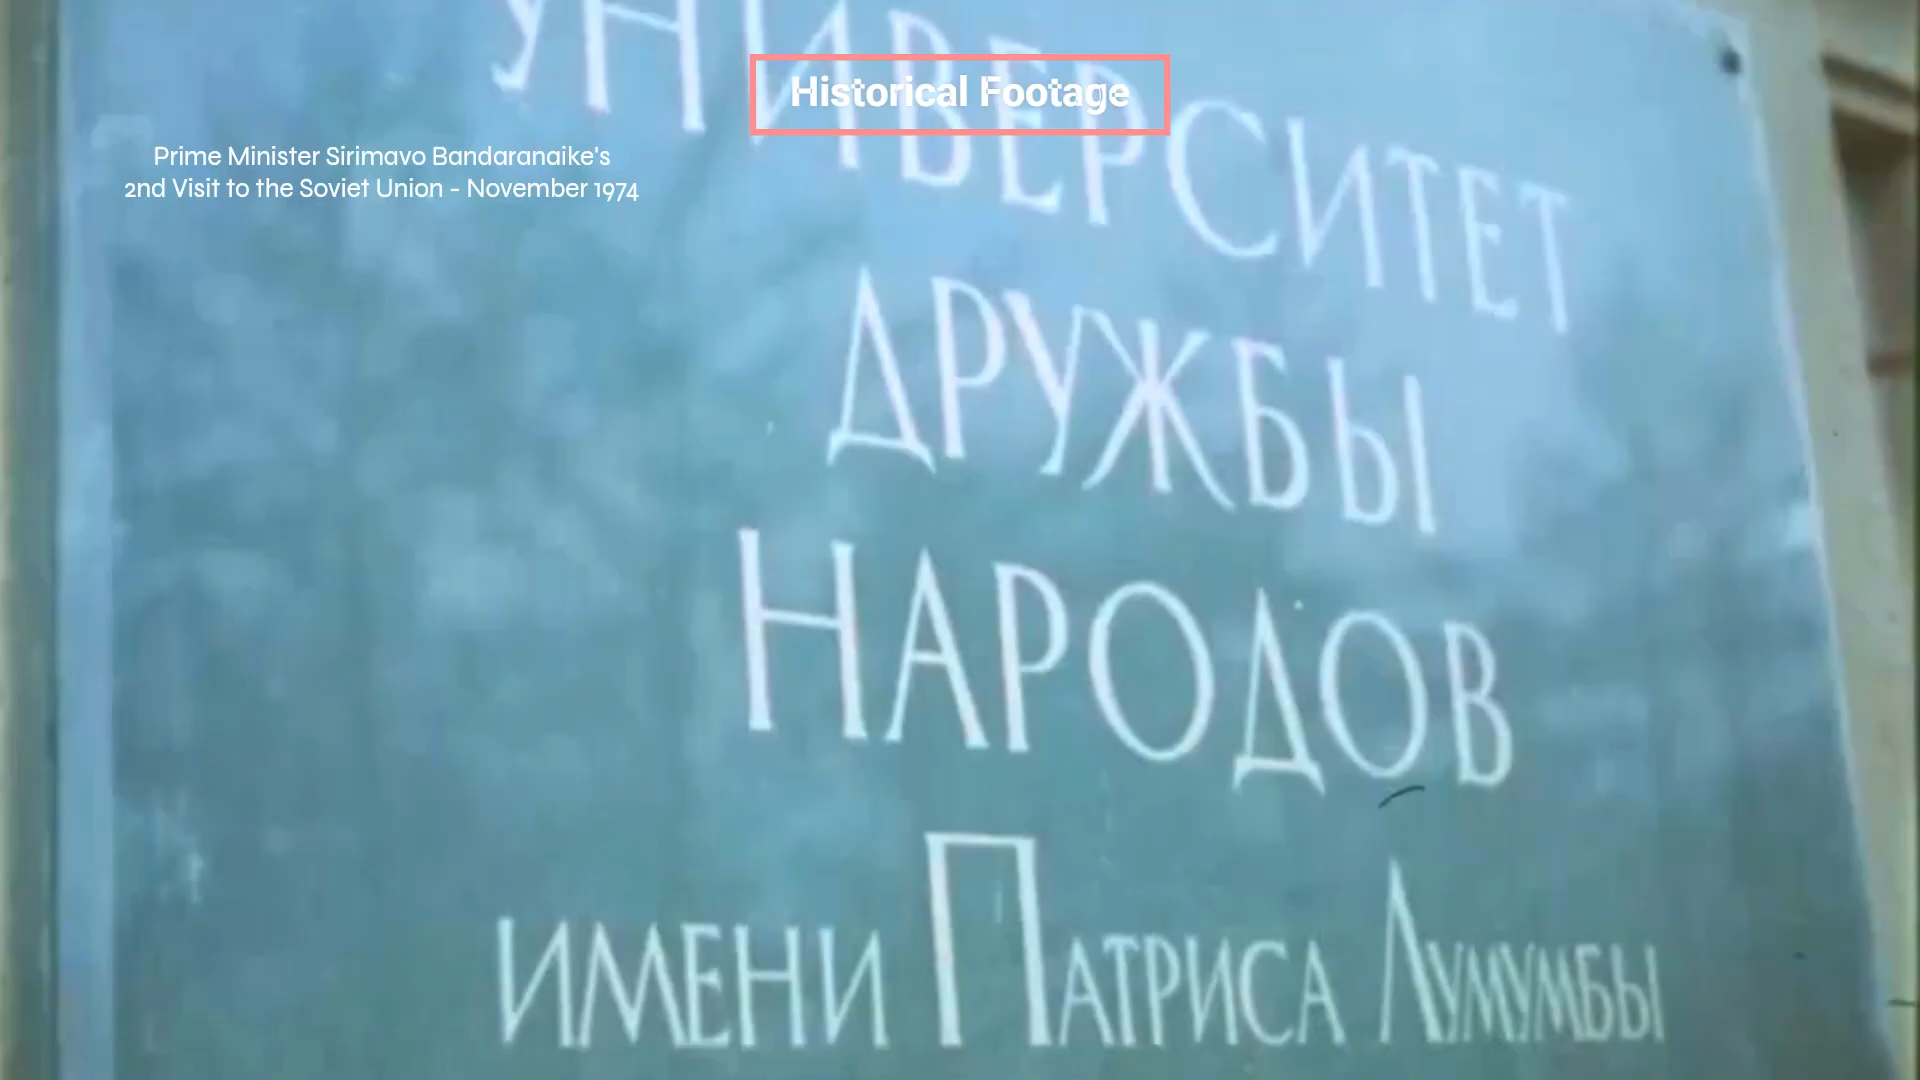 УНИВЕРСИТЕТ
Historical Footage
Prime Minister Sirimavo Bandaranaike's
2nd Visit to the Soviet Union - November 1974
ДРУЖБЫ
НАРОДОВ
ИМЕНИ ПАТРИСА ЛУМУМБЫ